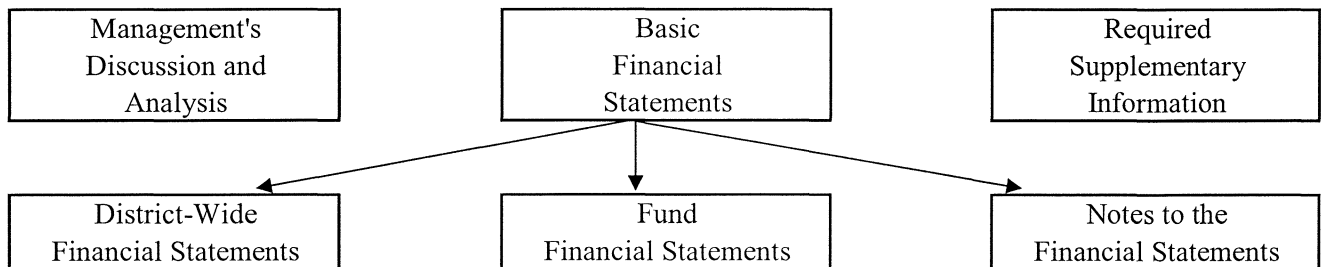 Management's
Discussion and
Analysis
Basic
Financial
Statements
Required
Supplementary
Information
District-Wide
Financial Statements
Fund
Financial Statements
Notes to the
Financial Statements